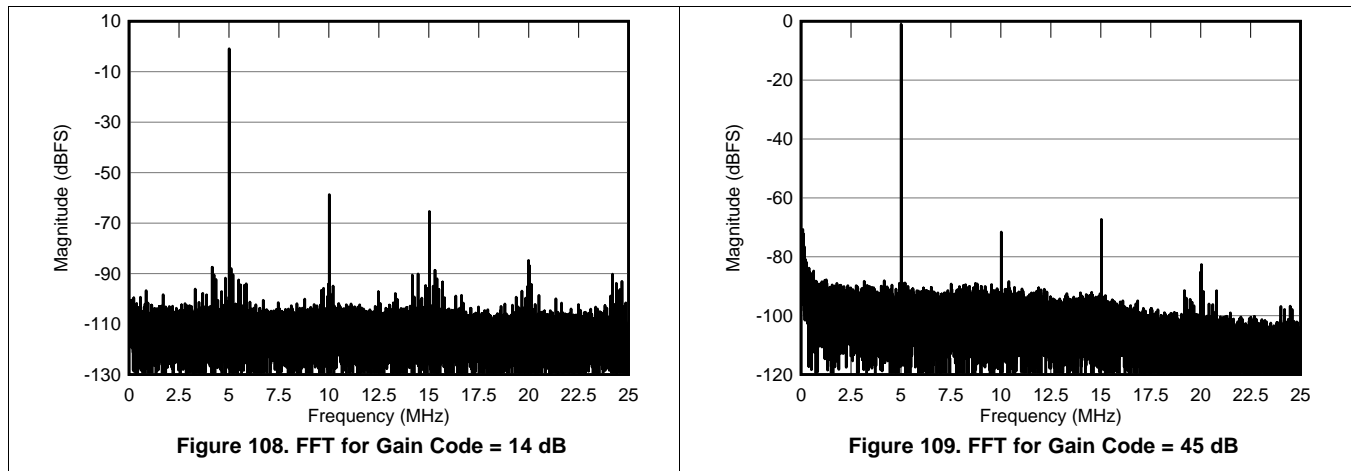 10
-10
-30
-50
-70
-90
-110
-130
Magnitude (dBFS)
0 2.5 5 7.5 10 12.5 15 17.5 20 22.5 25
Frequency (MHz)
Figure 108. FFT for Gain Code = 14 dB
0
-20
-40
-60
-80
-100
-120
Magnitude (dBFS)
0 2.5 5 7.5 10 12.5 15 17.5 20 22.5 25
Frequency (MHz)
Figure 109. FFT for Gain Code = 45 dB